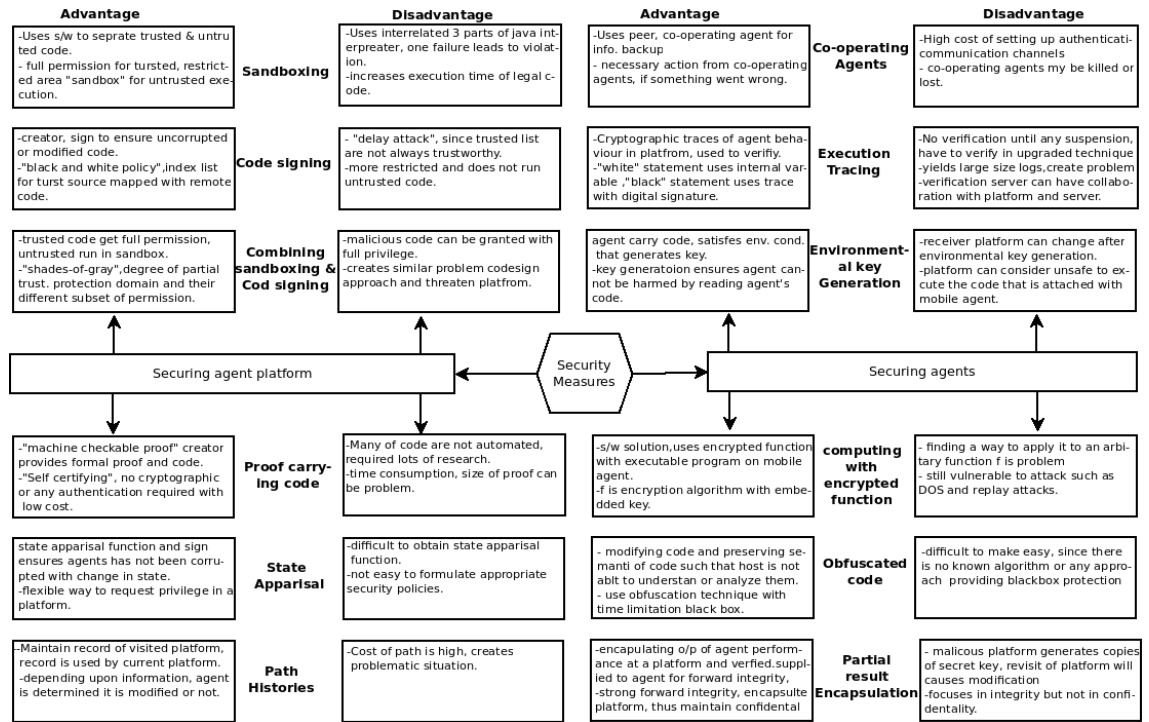 Advantage
Disadvantage
Advantage
Disadvantage
-Uses s/w to seprate trusted & untru
ted code.
- full permission for tursted, restrict-
ed area "sandbox" for untrusted exe-
cution.
Sandboxing
-Uses interrelated 3 parts of java int-
erpreater, one failure leads to violat-
ion.
-increases execution time of legal c-
ode.
-Uses peer, co-operating agent for
info. backup
- necessary action from co-operating
agents, if something went wrong.
Co-operating
Agents
-High cost of setting up authenticati-
communication channels
- co-operating agents my be killed or
lost.
-creator, sign to ensure uncorrupted
or modified code.
-"black and white policy",index list
for turst source mapped with remote
code.
Code signing
- "delay attack", since trusted list
are not always trustworthy.
-more restricted and does not run
untrusted code.
-Cryptographic traces of agent beha-
viour in platfrom, used to verifiy.
-"white" statement uses internal var-
able ,"black" statement uses trace
with digital signature.
Execution
Tracing
-No verification until any suspension,
have to verify in upgraded technique
-yields large size logs,create problem
-verification server can have collabo-
ration with platform and server.
-trusted code get full permission,
untrusted run in sandbox.
-"shades-of-gray",degree of partial
trust. protection domain and their
different subset of permission.
Combining
sandboxing &
Cod signing
-malicious code can be granted with
full privilege.
-creates similar problem codesign
approach and threaten platfrom.
agent carry code, satisfes env. cond.
that generates key.
-key generatoion ensures agent can-
not be harmed by reading agent's
code.
Environment-
al key
Generation
-receiver platform can change after
environmental key generation.
-platform can consider unsafe to ex-
cute the code that is attached with
mobile agent.
Securing agent platform
Security
Measures
Securing agents
-"machine checkable proof" creator
provides formal proof and code.
-"Self certifying", no cryptographic
or any authentication required with
low cost.
Proof carry-
ing code
-Many of code are not automated,
required lots of research.
-time consumption, size of proof can
be problem.
-s/w solution,uses encrypted function
with executable program on mobile
agent.
-f is encryption algorithm with embe-
dded key.
computing
with
encrypted
function
- finding a way to apply it to an arbi-
tary function f is problem
- still vulnerable to attack such as
DOS and replay attacks.
state apparisal function and sign
ensures agents has not been corru-
pted with change in state.
-flexible way to request privilege in a
platform.
State
Apparisal
-difficult to obtain state apparisal
function.
-not easy to formulate appropriate
security policies.
- modifying code and preserving se-
manti of code such that host is not
ablt to understan or analyze them.
- use obfuscation technique with
time limitation black box.
Obfuscated
code
-difficult to make easy, since there
is no known algorithm or any appro-
ach providing blackbox protection
--Maintain record of visited platform,
record is used by current platform.
-depending upon information, agent
is determined it is modified or not.
Path
Histories
-Cost of path is high, creates
problematic situation.
-encapulating o/p of agent perform-
ance at a platform and verfied.suppl-
ied to agent for forward integrity,
-strong forward integrity, encapsulte
platform, thus maintain confidental
Partial
result
Encapsulation
- malicous platform generates copies
of secret key, revisit of platform will
causes modification
-focuses in integrity but not in confi-
dentality.